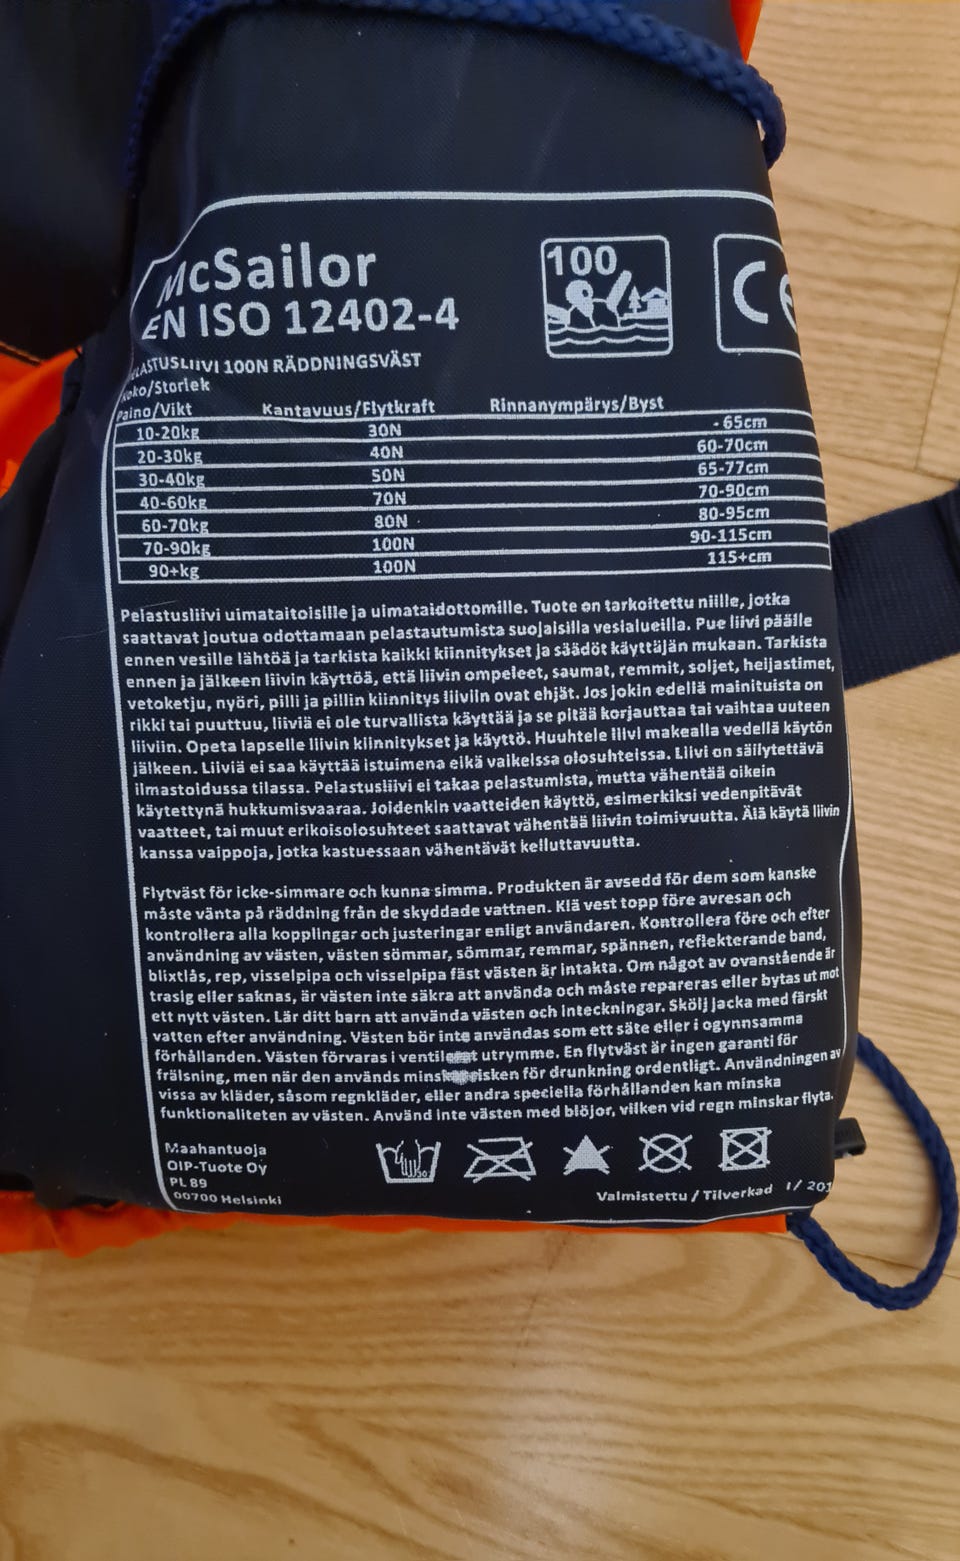 McSailor
EN ISO 12402-4
100
CE
PELASTUSLIIVI 100N RÄDDNINGSVÄST
Koko/Storlek
Paino/Vikt Kantavuus/Flytkraft Rinnanympärys/Byst
10-20kg 30N - 65cm
20-30kg 40N 60-70cm
30-40kg 50N 65-77cm
40-60kg 70N 70-90cm
60-70kg 80N 80-95cm
70-90kg 100N 90-115cm
90+kg 100N 115+cm
Pelastusliivi uimataitoisille ja uimataidottomille. Tuote on tarkoitettu niille, jotka
saattavat joutua odottamaan pelastautumista suojaisilla vesialueilla. Pue liivi päälle
ennen vesille lähtöä ja tarkista kaikki kiinnitykset ja säädöt käyttäjän mukaan. Tarkista
ennen ja jälkeen liivin käyttöä, että liivin ompeleet, saumat, remmit, soljet, heijastimet,
vetoketju, nyöri, pilli ja pillin kiinnitys liiviin ovat ehjät. Jos jokin edellä mainituista on
rikki tai puuttuu, liiviä ei ole turvallista käyttää ja se pitää korjauttaa tai vaihtaa uuteen
liiviin. Opeta lapselle liivin kiinnitykset ja käyttö. Huuhtele liivi makealla vedellä käytön
jälkeen. Liiviä ei saa käyttää istuimena eikä vaikeissa olosuhteissa. Liivi on säilytettävä
ilmastoidussa tilassa. Pelastusliivi ei takaa pelastumista, mutta vähentää oikein
käytettynä hukkumisvaaraa. Joidenkin vaatteiden käyttö, esimerkiksi vedenpitävät
vaatteet, tai muut erikoisolosuhteet saattavat vähentää liivin toimivuutta. Älä käytä liivin
kanssa vaippoja, jotka kastuessaan vähentävät kelluttavuutta.
Flytväst för icke-simmare och kunna simma. Produkten är avsedd för dem som kanske
måste vänta på räddning från de skyddade vattnen. Klä vest topp före avresan och
kontrollera alla kopplingar och justeringar enligt användaren. Kontrollera före och efter
användning av västen, västen sömmar, sömmar, remmar, spännen, reflekterande band,
blixtlås, rep, visselpipa och visselpipa fäst västen är intakta. Om något av ovanstående är
trasig eller saknas, är västen inte säkra att använda och måste repareras eller bytas ut mot
ett nytt västen. Lär ditt barn att använda västen och inteckningar. Skölj jacka med färskt
vatten efter användning. Västen bör inte användas som ett säte eller i ogynnsamma
förhållanden. Västen förvaras i ventilerat utrymme. En flytväst är ingen garanti för
frälsning, men när den används minskar risken för drunkning ordentligt. Användningen av
vissa av kläder, såsom regnkläder, eller andra speciella förhållanden kan minska
funktionaliteten av västen. Använd inte västen med blöjor, vilken vid regn minskar flyta.
Maahantuoja
OIP-Tuote Oy
PL 89
00700 Helsinki
Valmistettu / Tilverkad 1/ 201